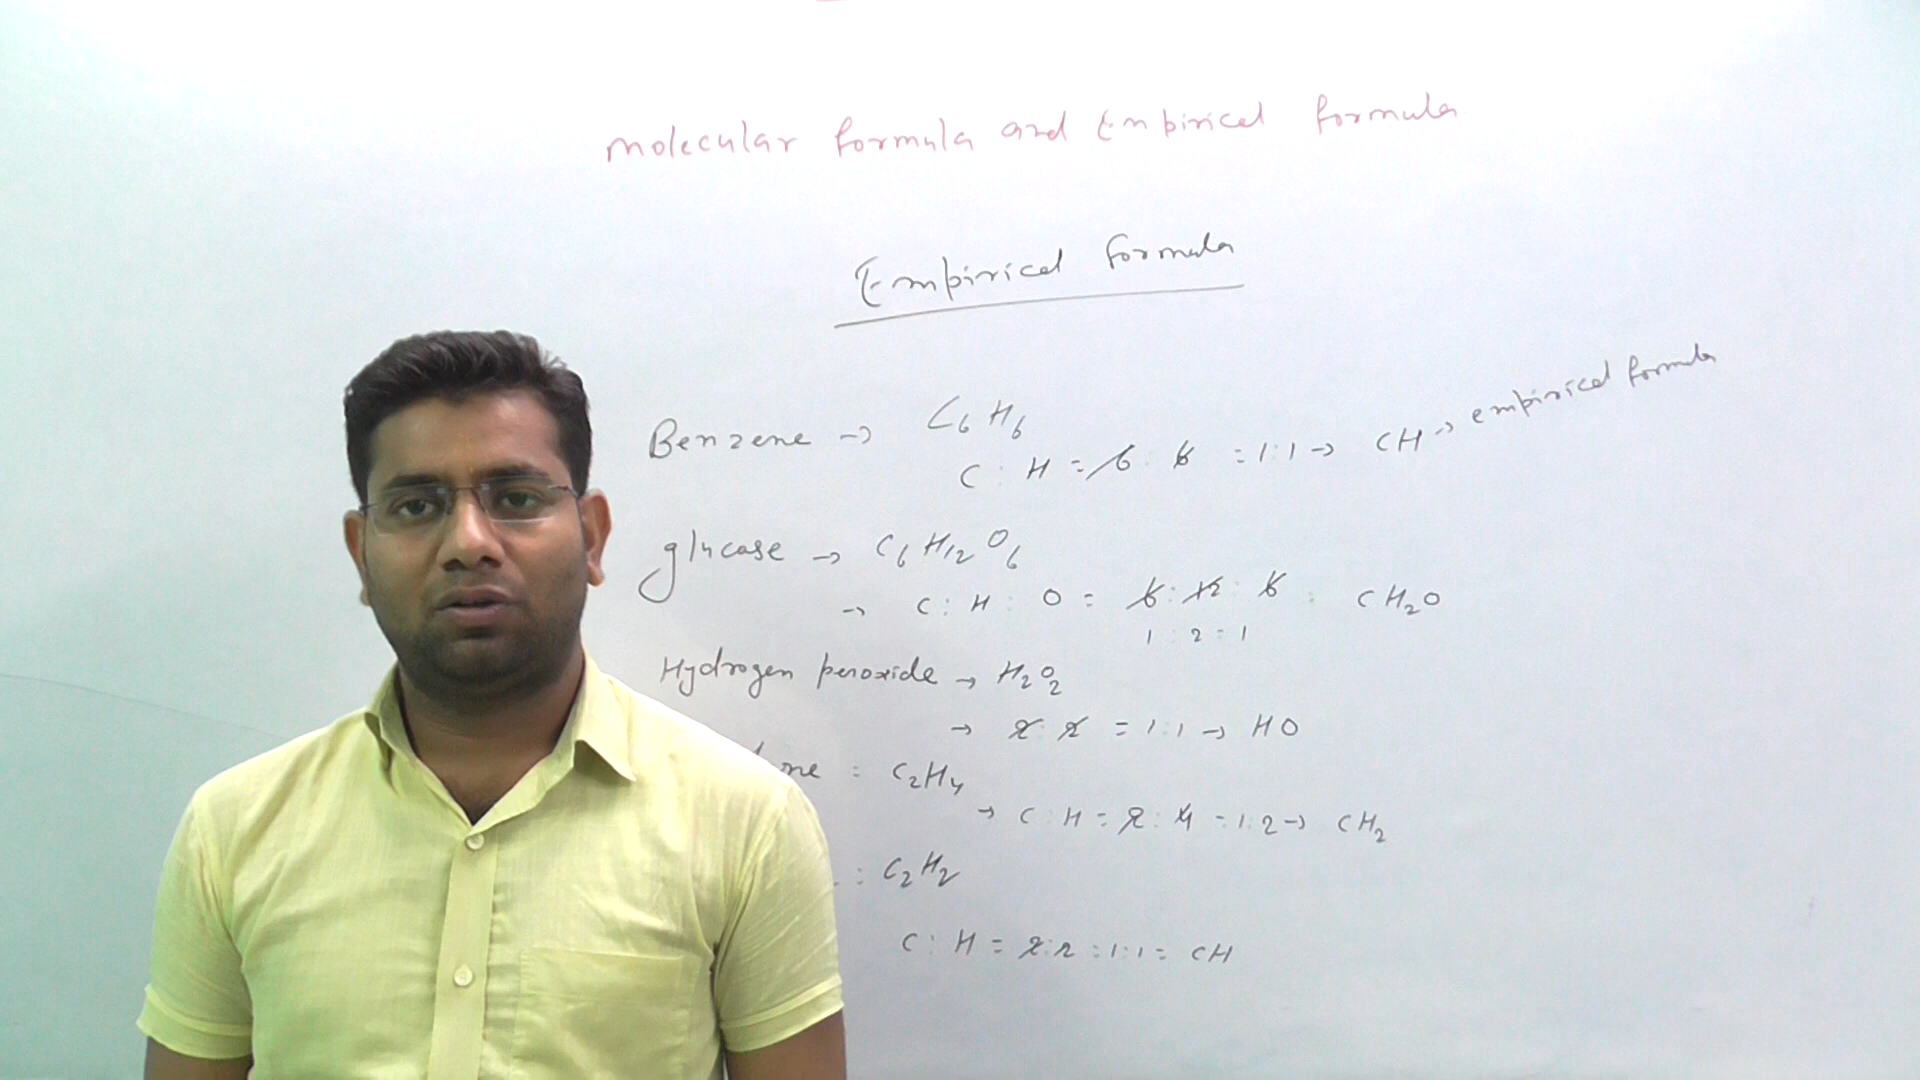 molecular formula and Empirical formula
Empirical formula
Benzene → C₆H₆
C : H = 6 : 6 = 1:1 → CH → empirical formula
glucase → C₆H₁₂O₆
→ C : H : O = 6 : 12 : 6 : CH₂O
1 : 2 = 1
Hydrogen peroxide → H₂O₂
→ 2 : 2 = 1:1 → HO
ne : C₂H₄
→ C : H = 2 : 4 = 1:2 → CH₂
: C₂H₂
C : H = 2:2 = 1:1 = CH